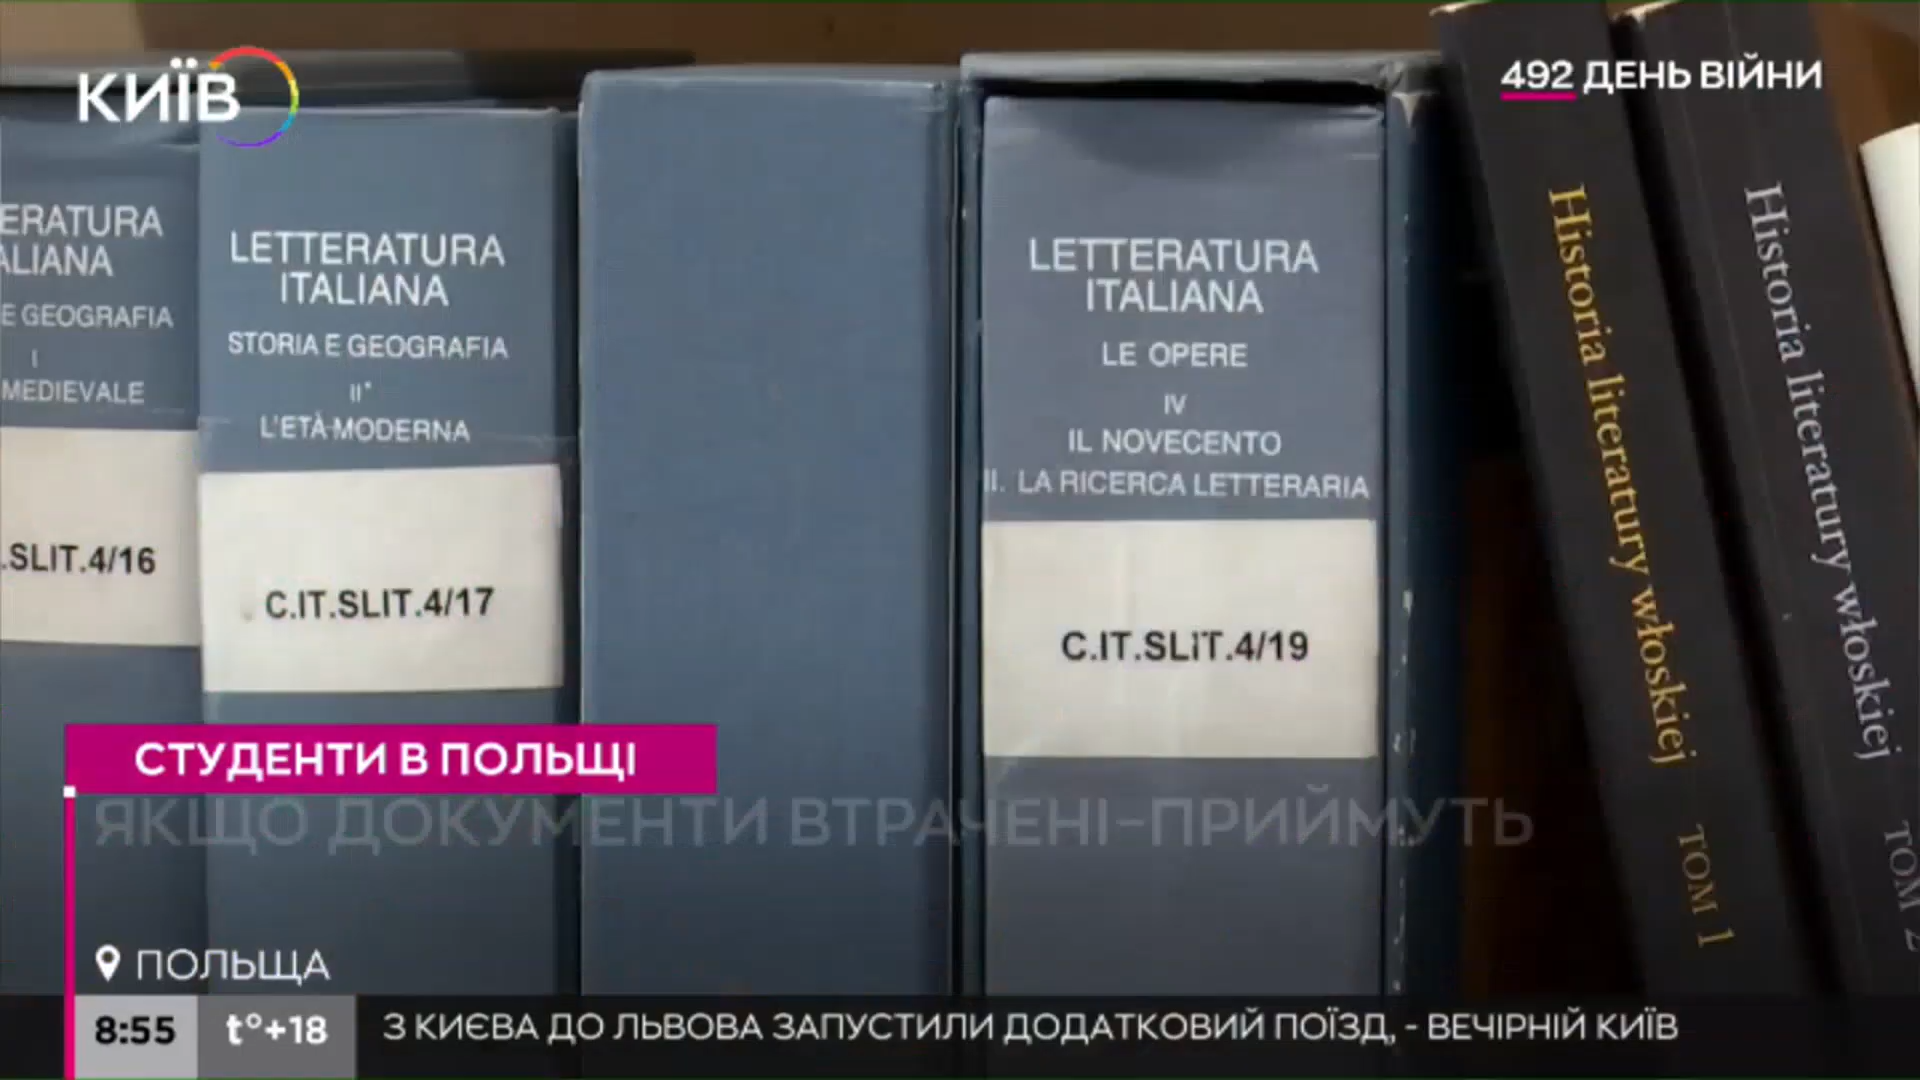 КИЇВ
492 ДЕНЬ ВІЙНИ
ERATURA
ALIANA
E GEOGRAFIA
I
MEDIEVALE
.SLIT.4/16
LETTERATURA
ITALIANA
STORIA E GEOGRAFIA
II*
L'ETÀ MODERNA
C.IT.SLIT.4/17
LETTERATURA
ITALIANA
LE OPERE
IV
IL NOVECENTO
II. LA RICERCA LETTERARIA
C.IT.SLIT.4/19
Historia literatury włoskiej TOM 1
Historia literatury włoskiej TOM 2
СТУДЕНТИ В ПОЛЬЩІ
ЯКЩО ДОКУМЕНТИ ВТРАЧЕНІ-ПРИЙМУТЬ
ПОЛЬЩА
8:55 t°+18 З КИЄВА ДО ЛЬВОВА ЗАПУСТИЛИ ДОДАТКОВИЙ ПОЇЗД, - ВЕЧІРНІЙ КИЇВ